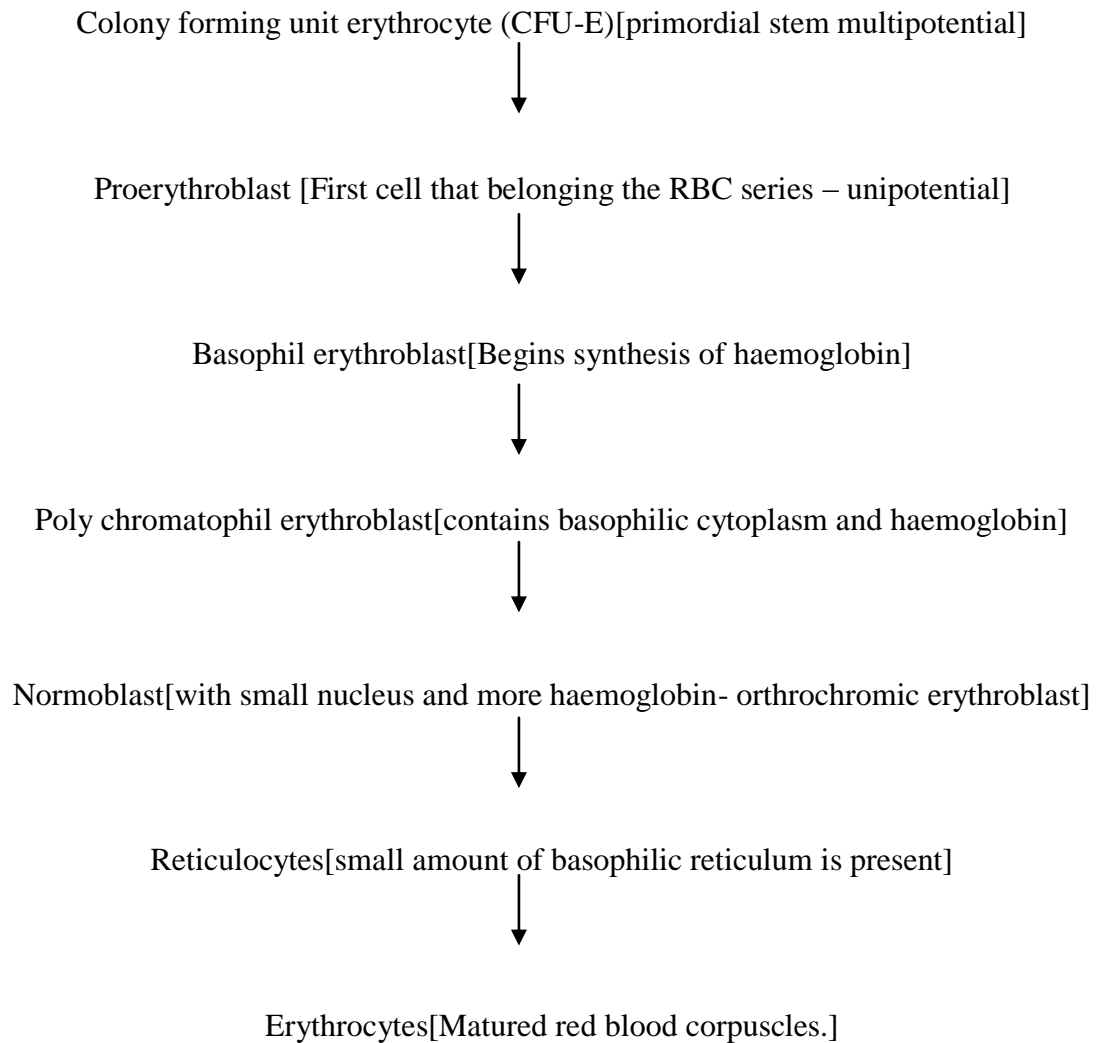 Colony forming unit erythrocyte (CFU-E)[primordial stem multipotential]
Proerythroblast [First cell that belonging the RBC series – unipotential]
Basophil erythroblast[Begins synthesis of haemoglobin]
Poly chromatophil erythroblast[contains basophilic cytoplasm and haemoglobin]
Normoblast[with small nucleus and more haemoglobin- orthrochromic erythroblast]
Reticulocytes[small amount of basophilic reticulum is present]
Erythrocytes[Matured red blood corpuscles.]